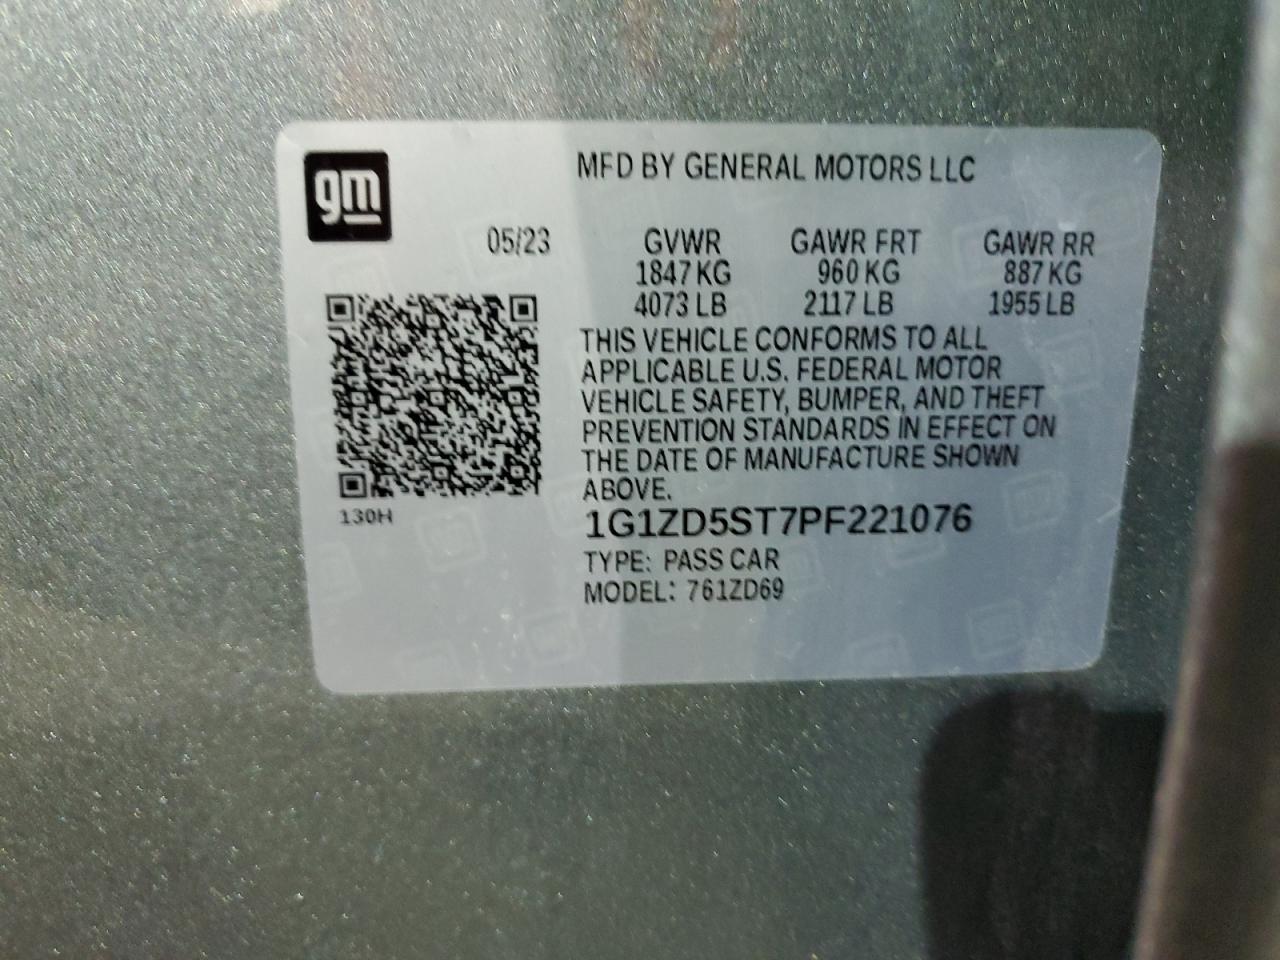 gm
MFD BY GENERAL MOTORS LLC
05/23 GVWR GAWR FRT GAWR RR
1847 KG 960 KG 887 KG
4073 LB 2117 LB 1955 LB
THIS VEHICLE CONFORMS TO ALL
APPLICABLE U.S. FEDERAL MOTOR
VEHICLE SAFETY, BUMPER, AND THEFT
PREVENTION STANDARDS IN EFFECT ON
THE DATE OF MANUFACTURE SHOWN
ABOVE.
130H
1G1ZD5ST7PF221076
TYPE: PASS CAR
MODEL: 761ZD69